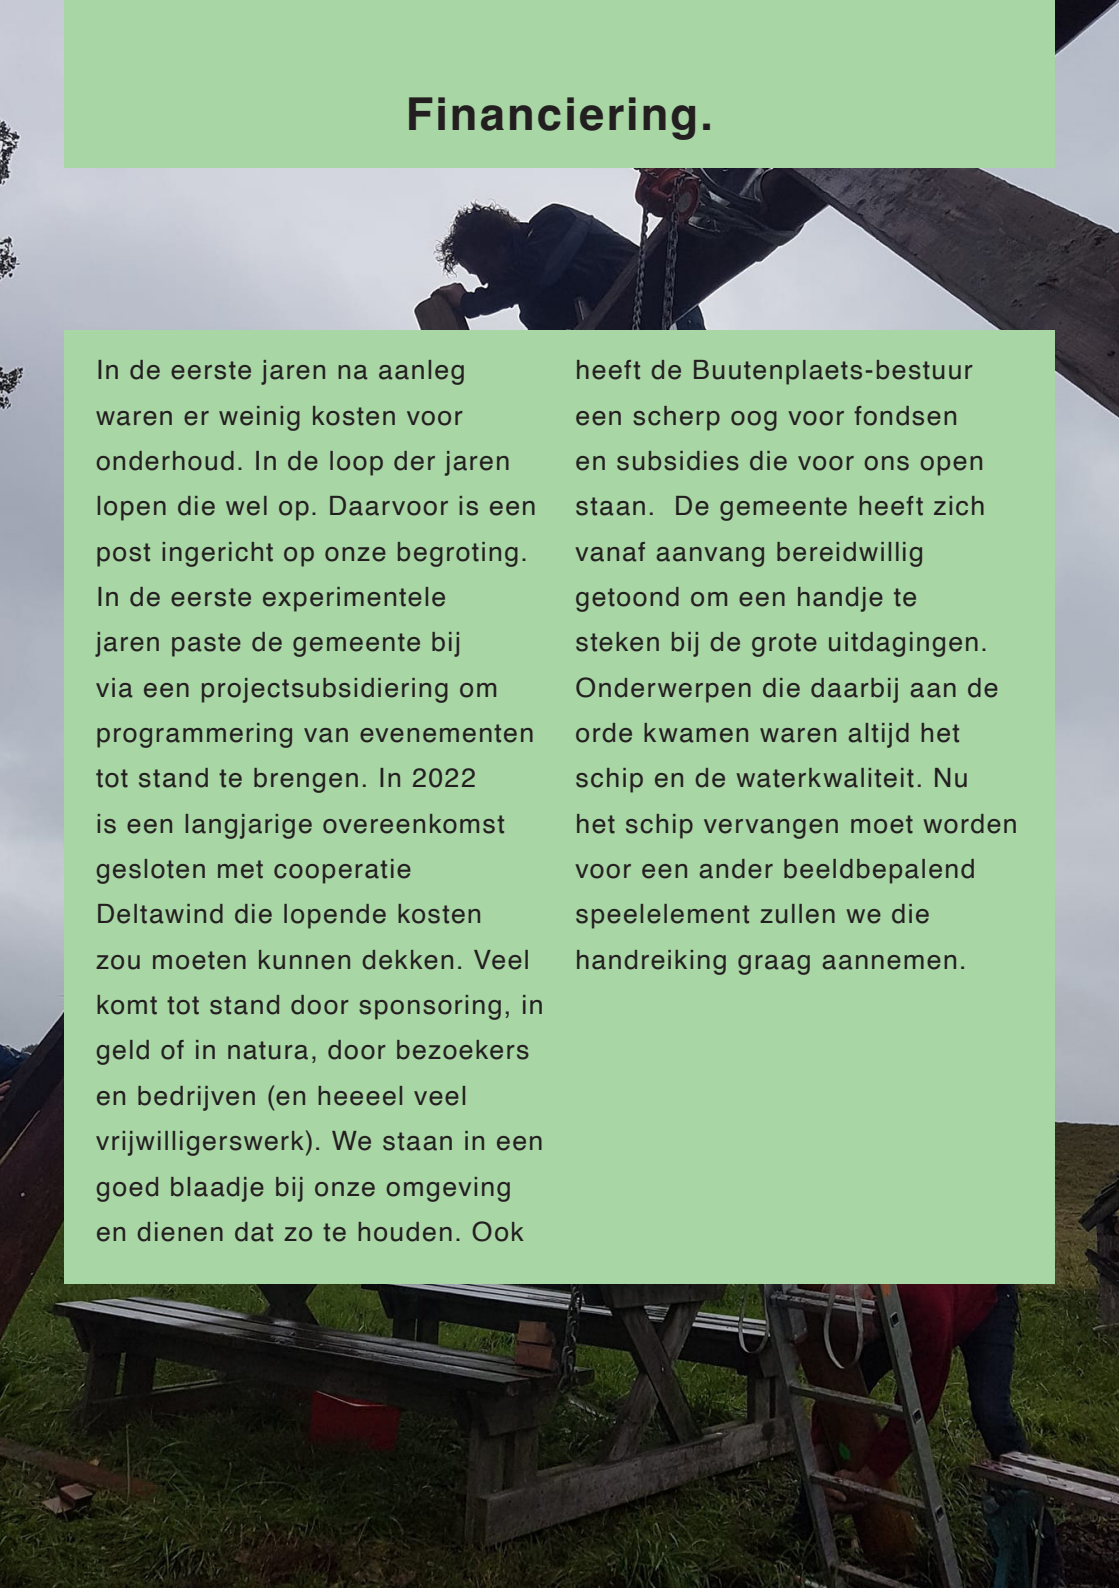 Financiering.
In de eerste jaren na aanleg
waren er weinig kosten voor
onderhoud. In de loop der jaren
lopen die wel op. Daarvoor is een
post ingericht op onze begroting.
In de eerste experimentele
jaren paste de gemeente bij
via een projectsubsidiering om
programmering van evenementen
tot stand te brengen. In 2022
is een langjarige overeenkomst
gesloten met cooperatie
Deltawind die lopende kosten
zou moeten kunnen dekken. Veel
komt tot stand door sponsoring, in
geld of in natura, door bezoekers
en bedrijven (en heeeel veel
vrijwilligerswerk). We staan in een
goed blaadje bij onze omgeving
en dienen dat zo te houden. Ook
heeft de Buutenplaets-bestuur
een scherp oog voor fondsen
en subsidies die voor ons open
staan.  De gemeente heeft zich
vanaf aanvang bereidwillig
getoond om een handje te
steken bij de grote uitdagingen.
Onderwerpen die daarbij aan de
orde kwamen waren altijd het
schip en de waterkwaliteit. Nu
het schip vervangen moet worden
voor een ander beeldbepalend
speelelement zullen we die
handreiking graag aannemen.